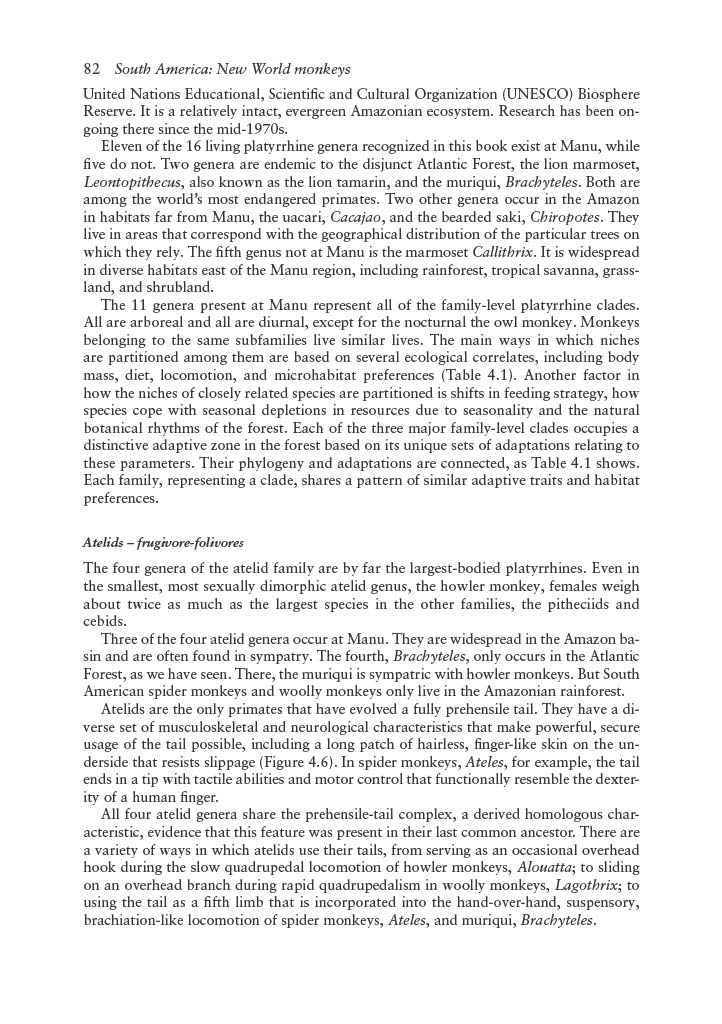 82 South America: New World monkeys
United Nations Educational, Scientific and Cultural Organization (UNESCO) Biosphere
Reserve. It is a relatively intact, evergreen Amazonian ecosystem. Research has been on-
going there since the mid-1970s.
Eleven of the 16 living platyrrhine genera recognized in this book exist at Manu, while
five do not. Two genera are endemic to the disjunct Atlantic Forest, the lion marmoset,
Leontopithecus, also known as the lion tamarin, and the muriqui, Brachyteles. Both are
among the world's most endangered primates. Two other genera occur in the Amazon
in habitats far from Manu, the uacari, Cacajao, and the bearded saki, Chiropotes. They
live in areas that correspond with the geographical distribution of the particular trees on
which they rely. The fifth genus not at Manu is the marmoset Callithrix. It is widespread
in diverse habitats east of the Manu region, including rainforest, tropical savanna, grass-
land, and shrubland.
The 11 genera present at Manu represent all of the family-level platyrrhine clades.
All are arboreal and all are diurnal, except for the nocturnal the owl monkey. Monkeys
belonging to the same subfamilies live similar lives. The main ways in which niches
are partitioned among them are based on several ecological correlates, including body
mass, diet, locomotion, and microhabitat preferences (Table 4.1). Another factor in
how the niches of closely related species are partitioned is shifts in feeding strategy, how
species cope with seasonal depletions in resources due to seasonality and the natural
botanical rhythms of the forest. Each of the three major family-level clades occupies a
distinctive adaptive zone in the forest based on its unique sets of adaptations relating to
these parameters. Their phylogeny and adaptations are connected, as Table 4.1 shows.
Each family, representing a clade, shares a pattern of similar adaptive traits and habitat
preferences.
Atelids – frugivore-folivores
The four genera of the atelid family are by far the largest-bodied platyrrhines. Even in
the smallest, most sexually dimorphic atelid genus, the howler monkey, females weigh
about twice as much as the largest species in the other families, the pitheciids and
cebids.
Three of the four atelid genera occur at Manu. They are widespread in the Amazon ba-
sin and are often found in sympatry. The fourth, Brachyteles, only occurs in the Atlantic
Forest, as we have seen. There, the muriqui is sympatric with howler monkeys. But South
American spider monkeys and woolly monkeys only live in the Amazonian rainforest.
Atelids are the only primates that have evolved a fully prehensile tail. They have a di-
verse set of musculoskeletal and neurological characteristics that make powerful, secure
usage of the tail possible, including a long patch of hairless, finger-like skin on the un-
derside that resists slippage (Figure 4.6). In spider monkeys, Ateles, for example, the tail
ends in a tip with tactile abilities and motor control that functionally resemble the dexter-
ity of a human finger.
All four atelid genera share the prehensile-tail complex, a derived homologous char-
acteristic, evidence that this feature was present in their last common ancestor. There are
a variety of ways in which atelids use their tails, from serving as an occasional overhead
hook during the slow quadrupedal locomotion of howler monkeys, Alouatta; to sliding
on an overhead branch during rapid quadrupedalism in woolly monkeys, Lagothrix; to
using the tail as a fifth limb that is incorporated into the hand-over-hand, suspensory,
brachiation-like locomotion of spider monkeys, Ateles, and muriqui, Brachyteles.